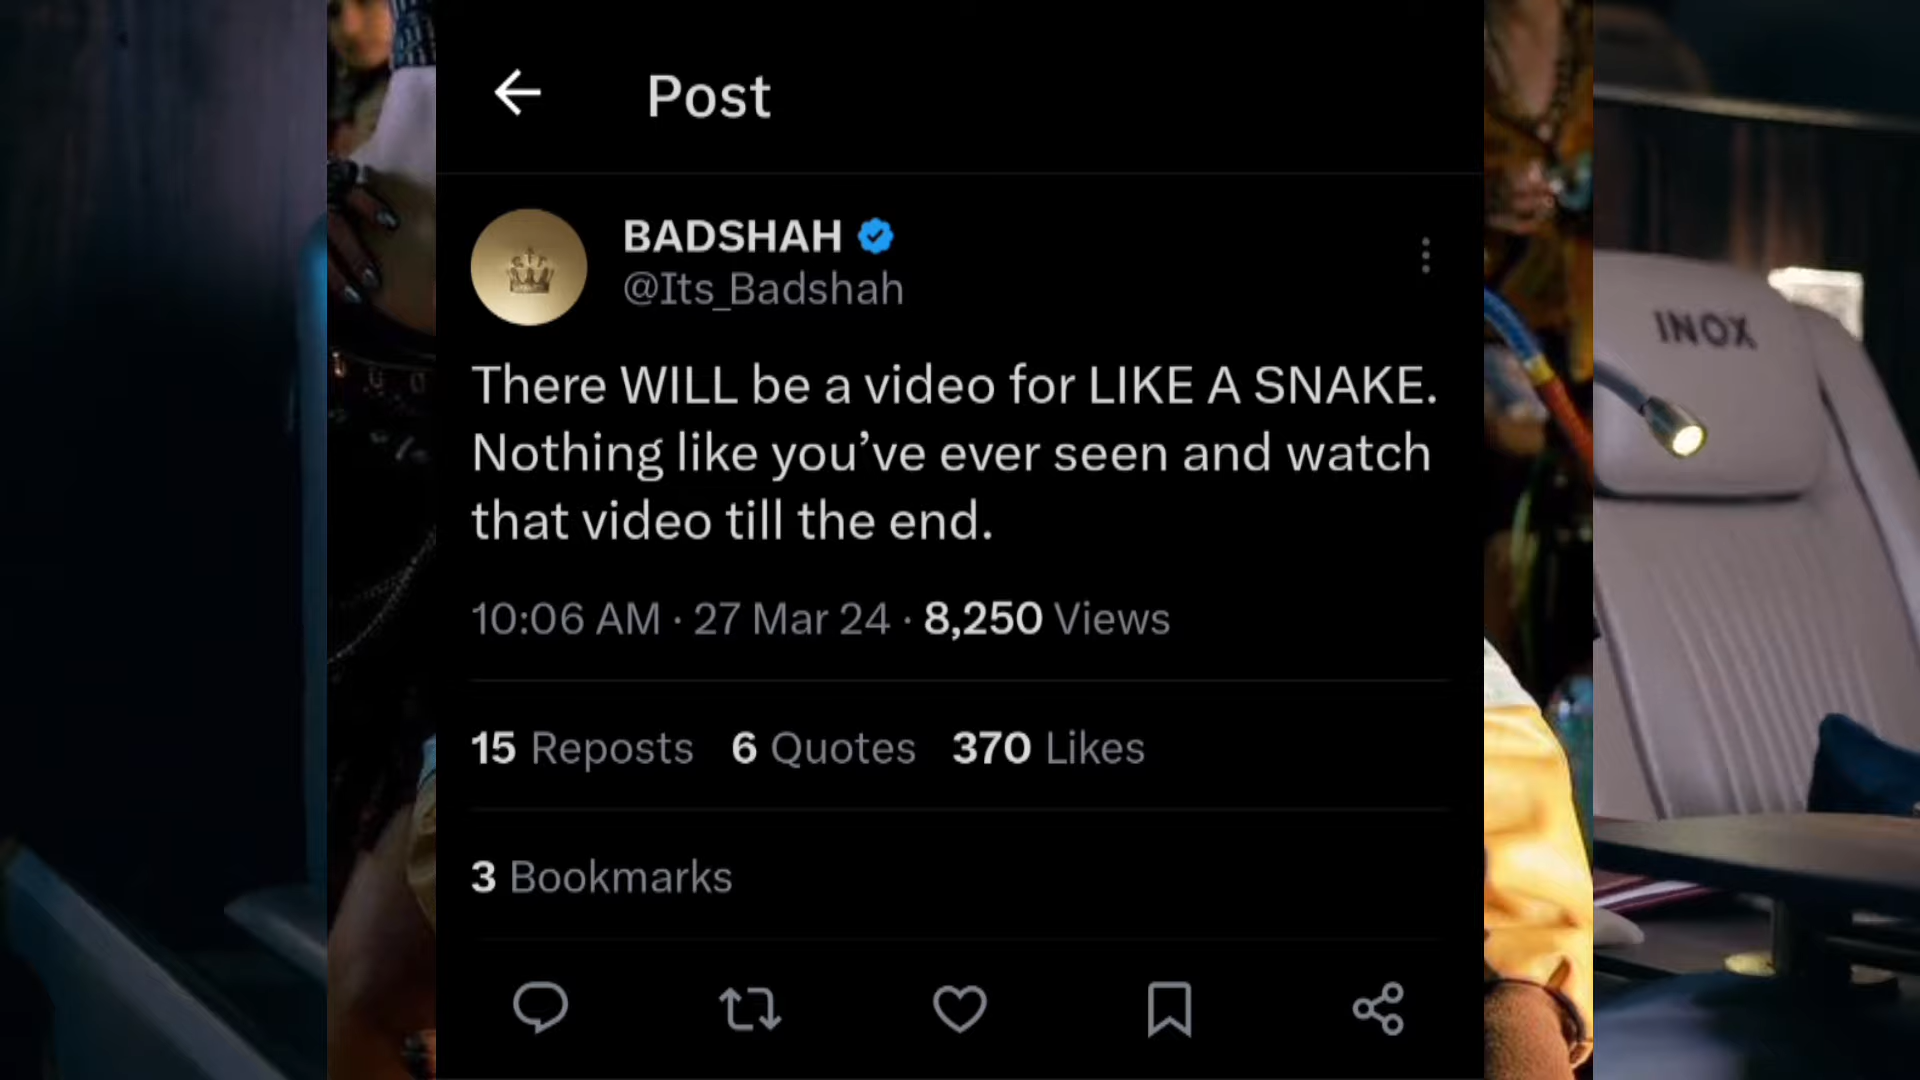 Post
BADSHAH
@Its_Badshah
There WILL be a video for LIKE A SNAKE.
Nothing like you’ve ever seen and watch
that video till the end.
10:06 AM · 27 Mar 24 · 8,250 Views
15 Reposts 6 Quotes 370 Likes
3 Bookmarks
INOX